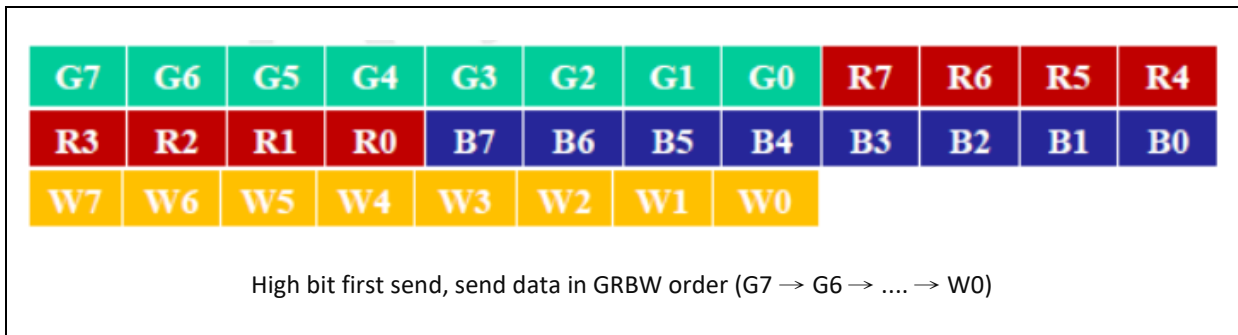 G7 G6 G5 G4 G3 G2 G1 G0 R7 R6 R5 R4
R3 R2 R1 R0 B7 B6 B5 B4 B3 B2 B1 B0
W7 W6 W5 W4 W3 W2 W1 W0
High bit first send, send data in GRBW order (G7 → G6 → .... → W0)